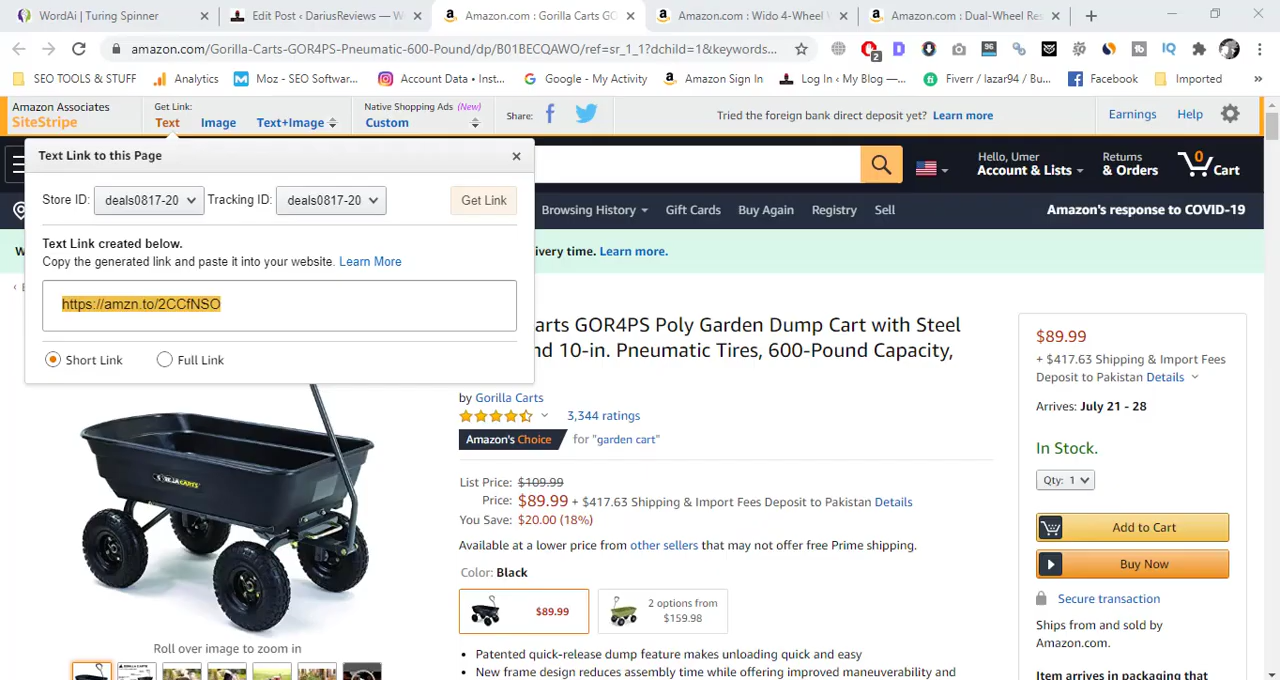 WordAi | Turing Spinner
Edit Post ‹ DariusReviews — W
Amazon.com : Gorilla Carts GO
Amazon.com : Wido 4-Wheel
Amazon.com : Dual-Wheel Re
amazon.com/Gorilla-Carts-GOR4PS-Pneumatic-600-Pound/dp/B01BECQAWO/ref=sr_1_1?dchild=1&keywords...
SEO TOOLS & STUFF
Analytics
Moz - SEO Software...
Account Data • Inst...
Google - My Activity
Amazon Sign In
Log In ‹ My Blog —...
Fiverr / lazar94 / Bu...
Facebook
Imported
»
Amazon Associates
SiteStripe
Get Link:
Text
Image
Text+Image
Native Shopping Ads (New)
Custom
Share:
Tried the foreign bank direct deposit yet? Learn more
Earnings
Help
Text Link to this Page
Store ID: deals0817-20 Tracking ID: deals0817-20 Get Link
Text Link created below.
Copy the generated link and paste it into your website. Learn More
https://amzn.to/2CCfNSO
Short Link
Full Link
Hello, Umer
Account & Lists
Returns
& Orders
0
Cart
Browsing History
Gift Cards
Buy Again
Registry
Sell
Amazon's response to COVID-19
ivery time. Learn more.
Carts GOR4PS Poly Garden Dump Cart with Steel
nd 10-in. Pneumatic Tires, 600-Pound Capacity,
by Gorilla Carts
3,344 ratings
Amazon's Choice for "garden cart"
List Price: $109.99
Price: $89.99 + $417.63 Shipping & Import Fees Deposit to Pakistan Details
You Save: $20.00 (18%)
Available at a lower price from other sellers that may not offer free Prime shipping.
Color: Black
$89.99
2 options from
$159.98
• Patented quick-release dump feature makes unloading quick and easy
• New frame design reduces assembly time while offering improved maneuverability and
GORILLA CARTS
Roll over image to zoom in
$89.99
+ $417.63 Shipping & Import Fees
Deposit to Pakistan Details
Arrives: July 21 - 28
In Stock.
Qty: 1
Add to Cart
Buy Now
Secure transaction
Ships from and sold by
Amazon.com.
Item arrives in packaging that